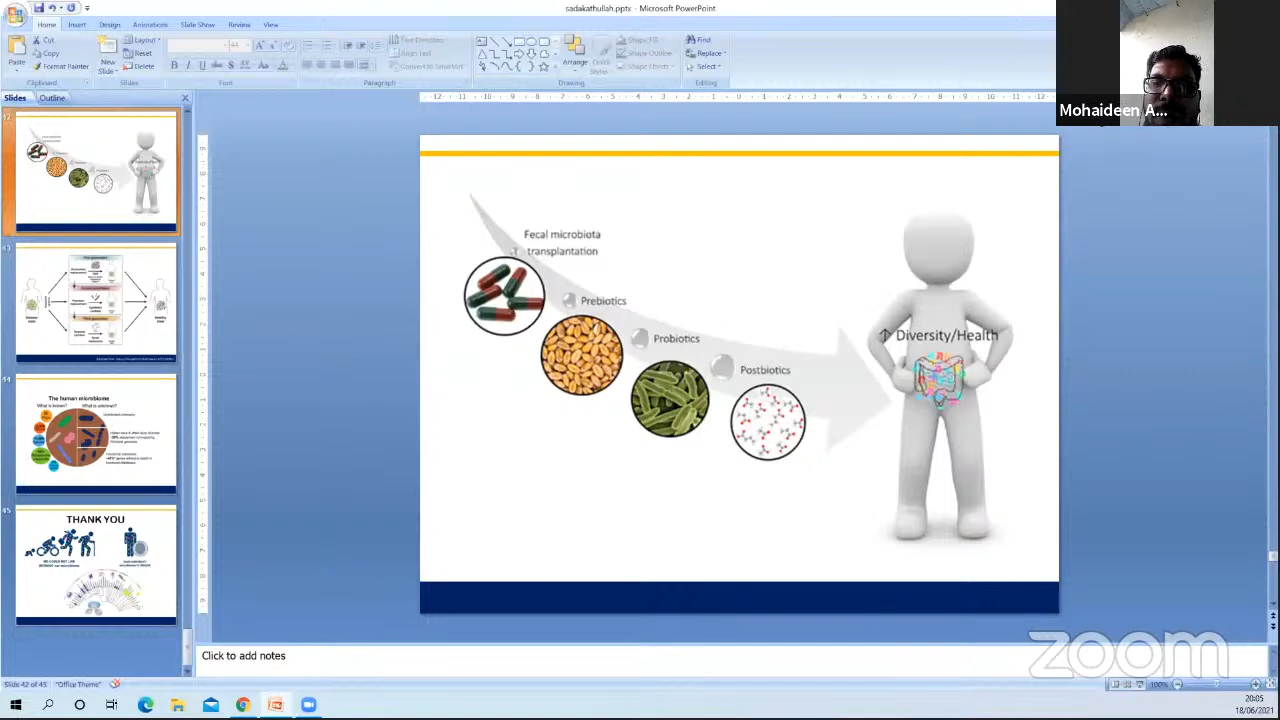 sadakathullah.pptx - Microsoft PowerPoint
Home Insert Design Animations Slide Show Review View
Paste
Cut
Copy
Format Painter
Clipboard
New
Slide
Layout
Reset
Delete
Slides
Font
Text Direction
Align Text
Convert to SmartArt
Paragraph
Arrange
Quick
Styles
Shape Fill
Shape Outline
Shape Effects
Drawing
Find
Replace
Select
Editing
Mohaideen A...
Slides Outline
Fecal microbiota
transplantation
Prebiotics
Probiotics
Postbiotics
↑ Diversity/Health
43
44
The human microbiome
What is known? What is unknown?
45
THANK YOU
Click to add notes
zoom
Slide 42 of 45 "Office Theme" 100%
20:05
18/06/2021